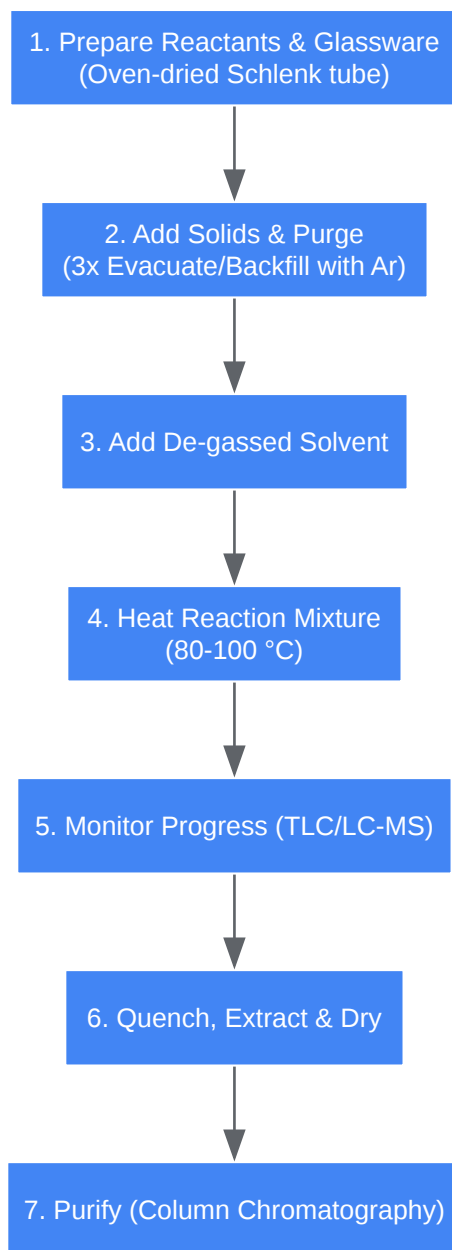 1. Prepare Reactants & Glassware
(Oven-dried Schlenk tube)
2. Add Solids & Purge
(3x Evacuate/Backfill with Ar)
3. Add De-gassed Solvent
4. Heat Reaction Mixture
(80-100 °C)
5. Monitor Progress (TLC/LC-MS)
6. Quench, Extract & Dry
7. Purify (Column Chromatography)